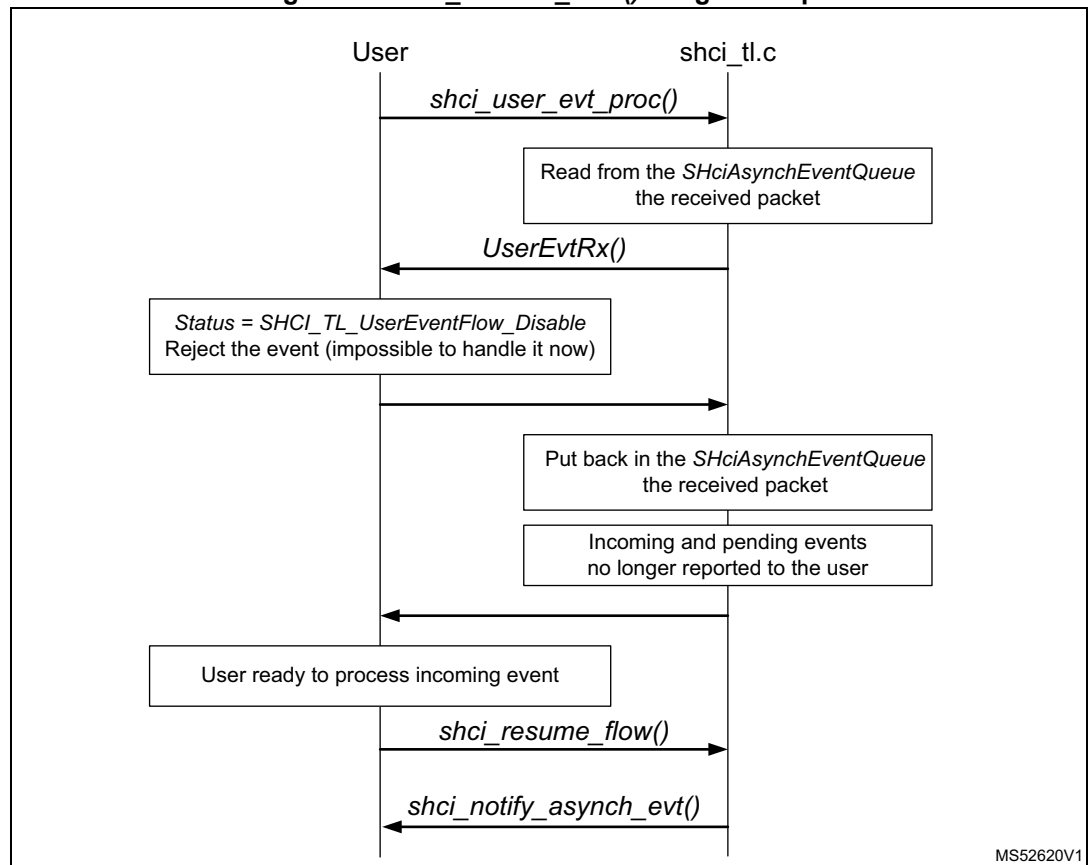 User
shci_tl.c
shci_user_evt_proc()
Read from the SHciAsynchEventQueue
the received packet
UserEvtRx()
Status = SHCI_TL_UserEventFlow_Disable
Reject the event (impossible to handle it now)
Put back in the SHciAsynchEventQueue
the received packet
Incoming and pending events
no longer reported to the user
User ready to process incoming event
shci_resume_flow()
shci_notify_asynch_evt()
MS52620V1